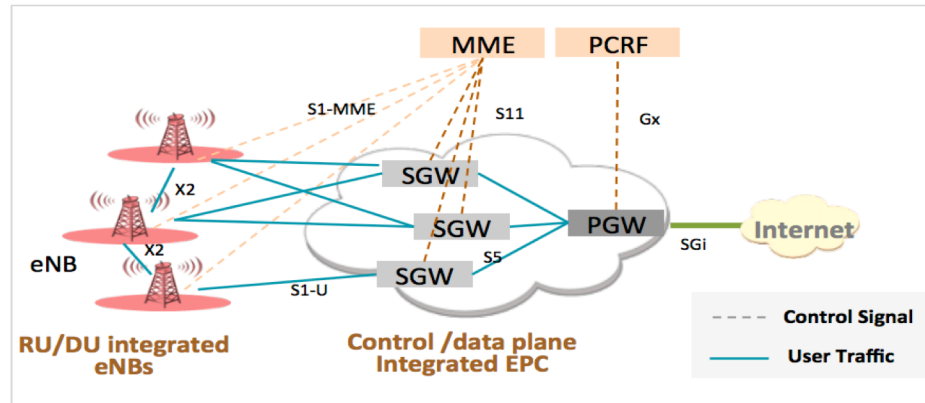 MME
PCRF
S1-MME
S11
Gx
X2
SGW
X2
SGW
PGW
Internet
SGi
eNB
S5
SGW
S1-U
RU/DU integrated
eNBs
Control /data plane
Integrated EPC
Control Signal
User Traffic